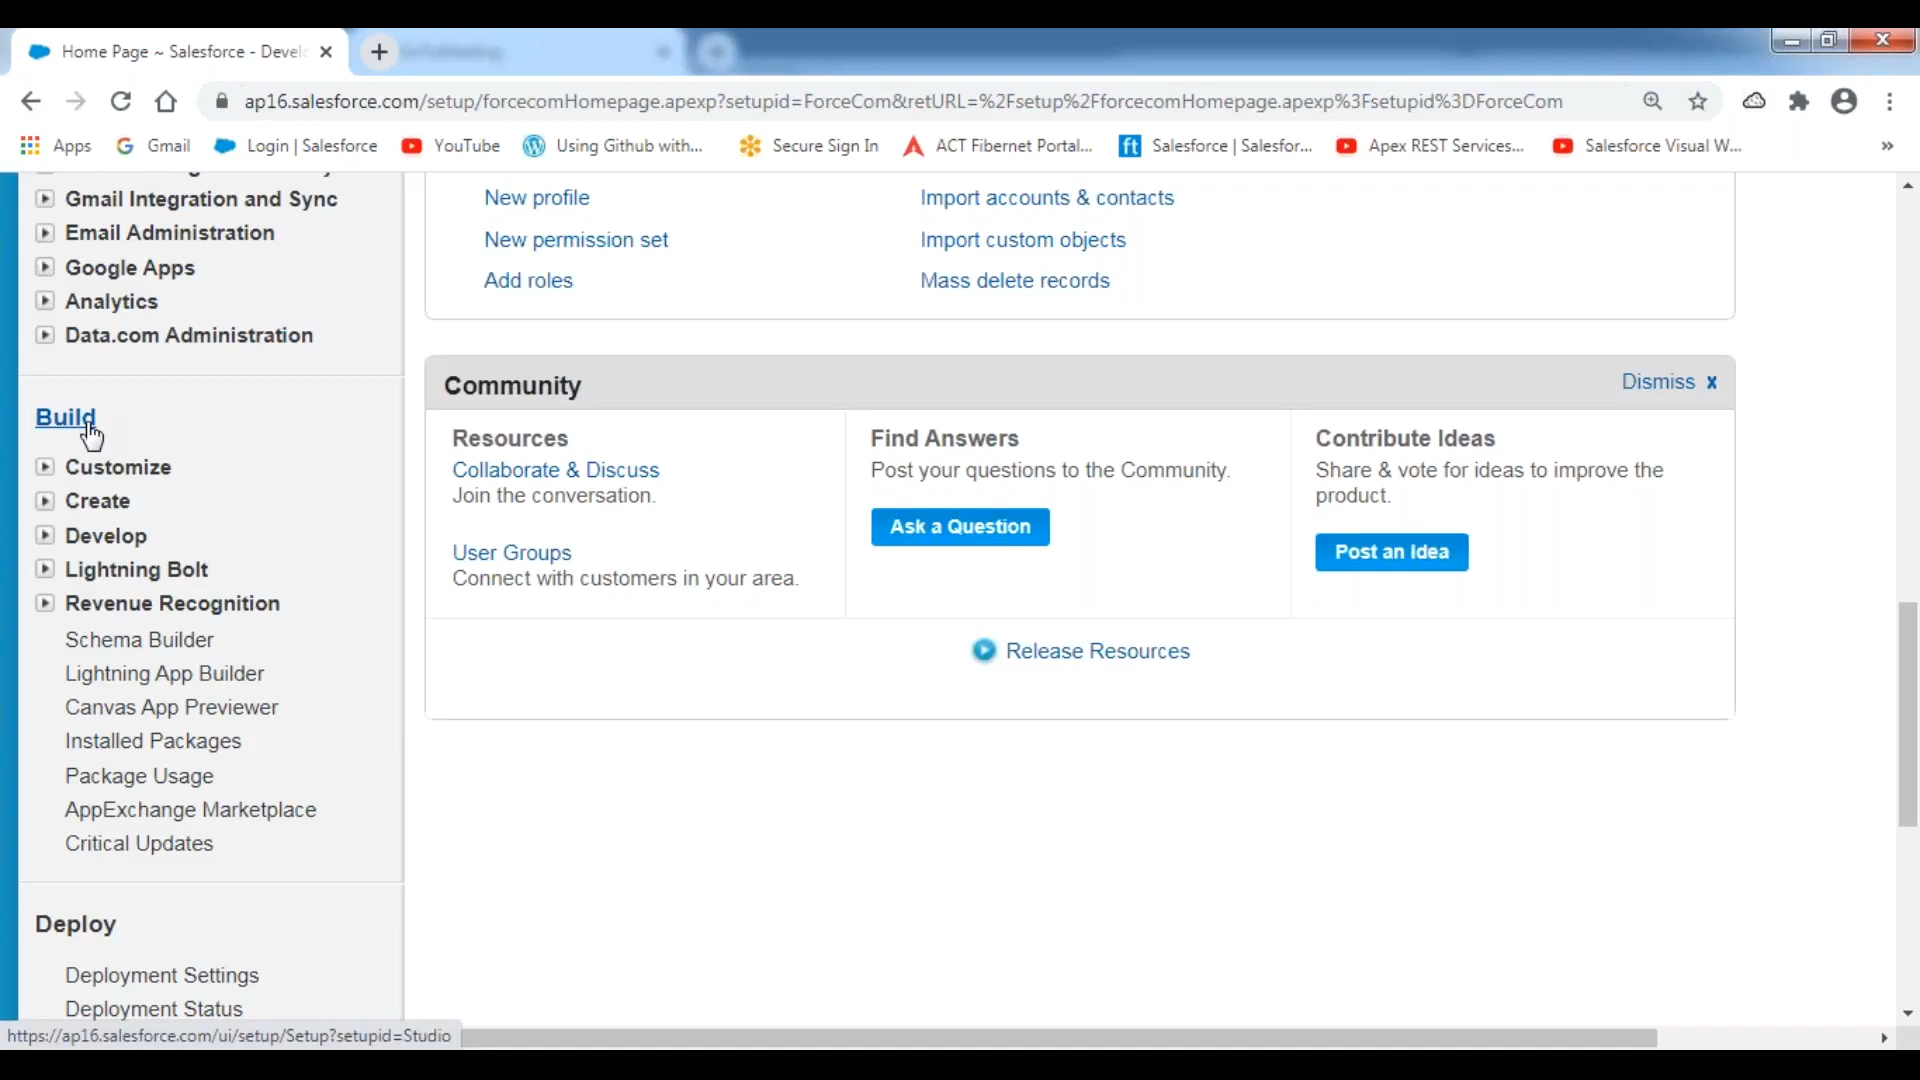 Home Page ~ Salesforce - Devel
ap16.salesforce.com/setup/forcecomHomepage.apexp?setupid=ForceCom&retURL=%2Fsetup%2FforcecomHomepage.apexp%3Fsetupid%3DForceCom
Apps
Gmail
Login | Salesforce
YouTube
Using Github with...
Secure Sign In
ACT Fibernet Portal...
ft
Salesforce | Salesfor...
Apex REST Services...
Salesforce Visual W...
»
Gmail Integration and Sync
Email Administration
Google Apps
Analytics
Data.com Administration
Build
Customize
Create
Develop
Lightning Bolt
Revenue Recognition
Schema Builder
Lightning App Builder
Canvas App Previewer
Installed Packages
Package Usage
AppExchange Marketplace
Critical Updates
Deploy
Deployment Settings
Deployment Status
New profile
New permission set
Add roles
Import accounts & contacts
Import custom objects
Mass delete records
Community
Dismiss x
Resources
Collaborate & Discuss
Join the conversation.
User Groups
Connect with customers in your area.
Find Answers
Post your questions to the Community.
Ask a Question
Contribute Ideas
Share & vote for ideas to improve the
product.
Post an Idea
Release Resources
https://ap16.salesforce.com/ui/setup/Setup?setupid=Studio